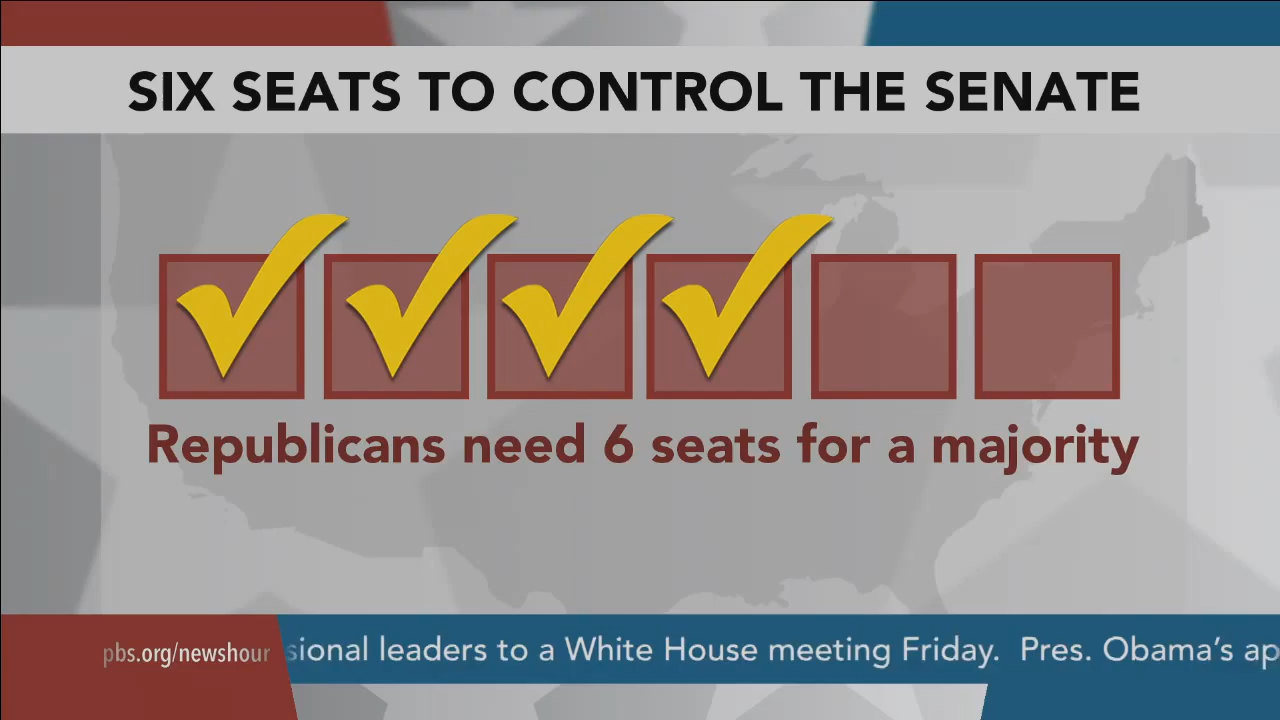 SIX SEATS TO CONTROL THE SENATE
Republicans need 6 seats for a majority
pbs.org/newshour
sional leaders to a White House meeting Friday. Pres. Obama's ap